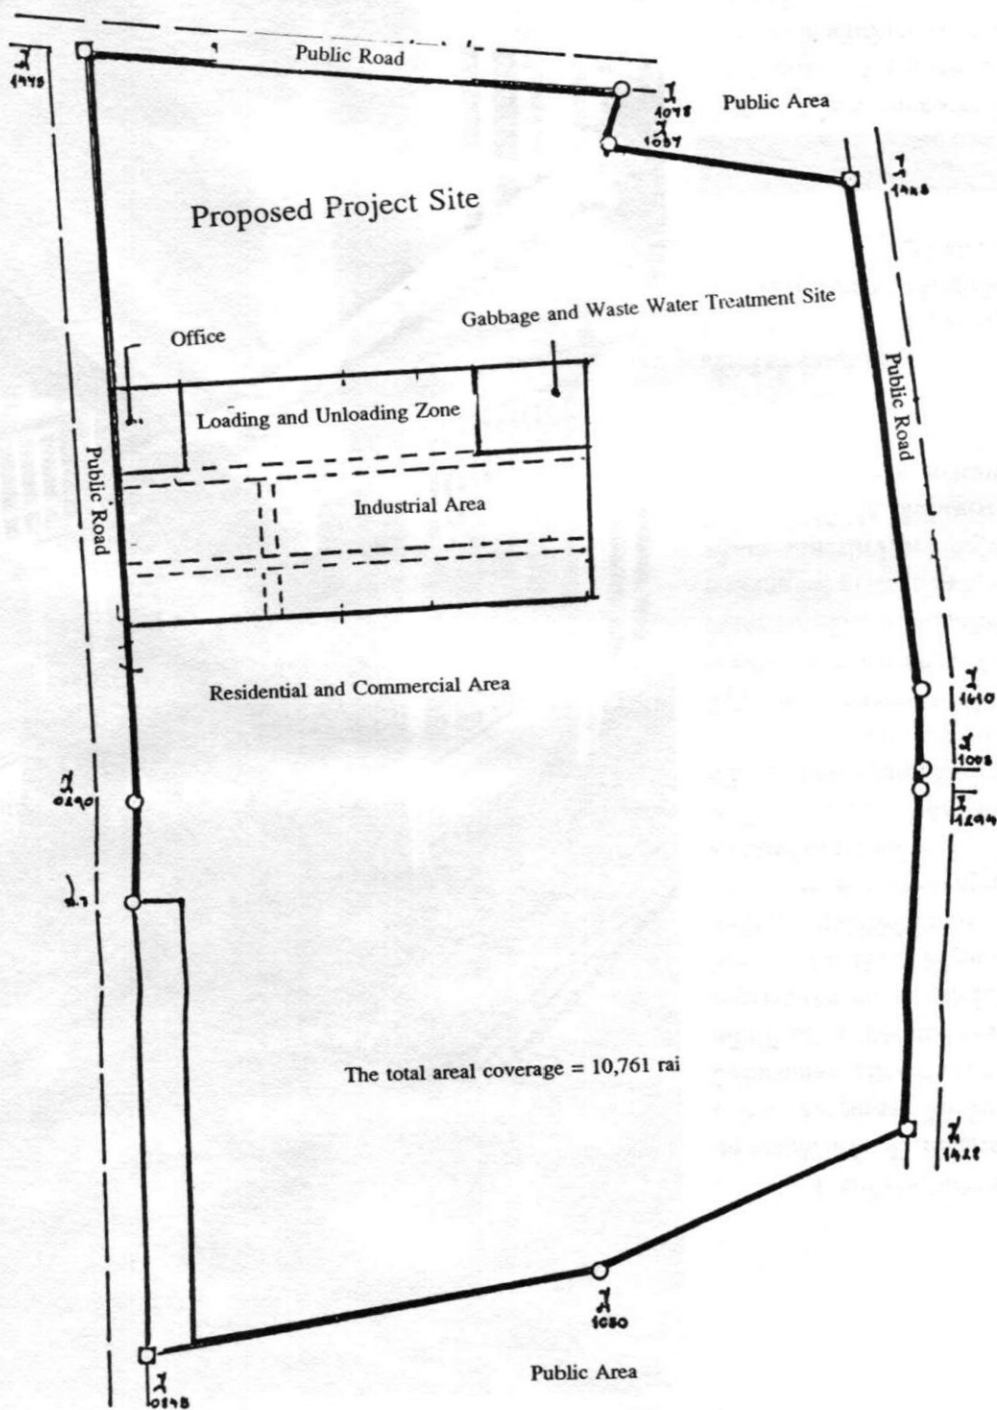 Public Road
Public Area
Proposed Project Site
Gabbage and Waste Water Treatment Site
Office
Loading and Unloading Zone
Public Road
Public Road
Industrial Area
Residential and Commercial Area
The total areal coverage = 10,761 rai
Public Area